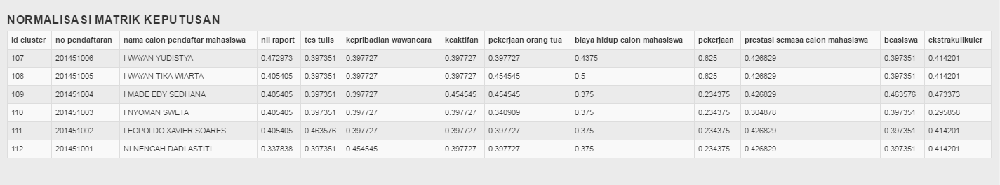 NORMALISASI MATRIK KEPUTUSAN
id cluster no pendaftaran nama calon pendaftar mahasiswa nil raport tes tulis kepribadian wawancara keaktifan pekerjaan orang tua biaya hidup calon mahasiswa pekerjaan prestasi semasa calon mahasiswa beasiswa ekstrakulikuler
107 201451006 I WAYAN YUDISTYA 0.472973 0.397351 0.397727 0.397727 0.397727 0.4375 0.625 0.426829 0.397351 0.414201
108 201451005 I WAYAN TIKA WIARTA 0.405405 0.397351 0.397727 0.397727 0.454545 0.5 0.625 0.426829 0.397351 0.414201
109 201451004 I MADE EDY SEDHANA 0.405405 0.397351 0.397727 0.454545 0.454545 0.375 0.234375 0.426829 0.463576 0.473373
110 201451003 I NYOMAN SWETA 0.405405 0.397351 0.397727 0.397727 0.340909 0.375 0.234375 0.304878 0.397351 0.295858
111 201451002 LEOPOLDO XAVIER SOARES 0.405405 0.463576 0.397727 0.397727 0.397727 0.375 0.234375 0.426829 0.397351 0.414201
112 201451001 NI NENGAH DADI ASTITI 0.337838 0.397351 0.454545 0.397727 0.397727 0.375 0.234375 0.426829 0.397351 0.414201